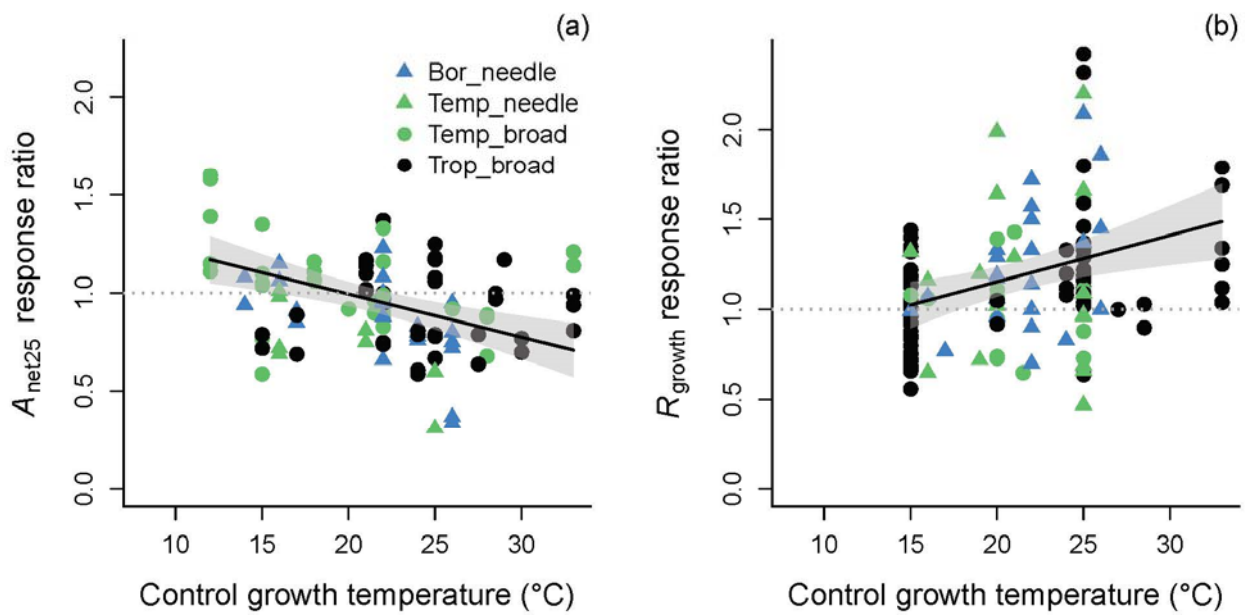 (a)
Bor_needle
Temp_needle
Temp_broad
Trop_broad
Anet25 response ratio
2.0
1.5
1.0
0.5
0.0
10 15 20 25 30
Control growth temperature (°C)
(b)
Rgrowth response ratio
2.0
1.5
1.0
0.5
0.0
10 15 20 25 30
Control growth temperature (°C)